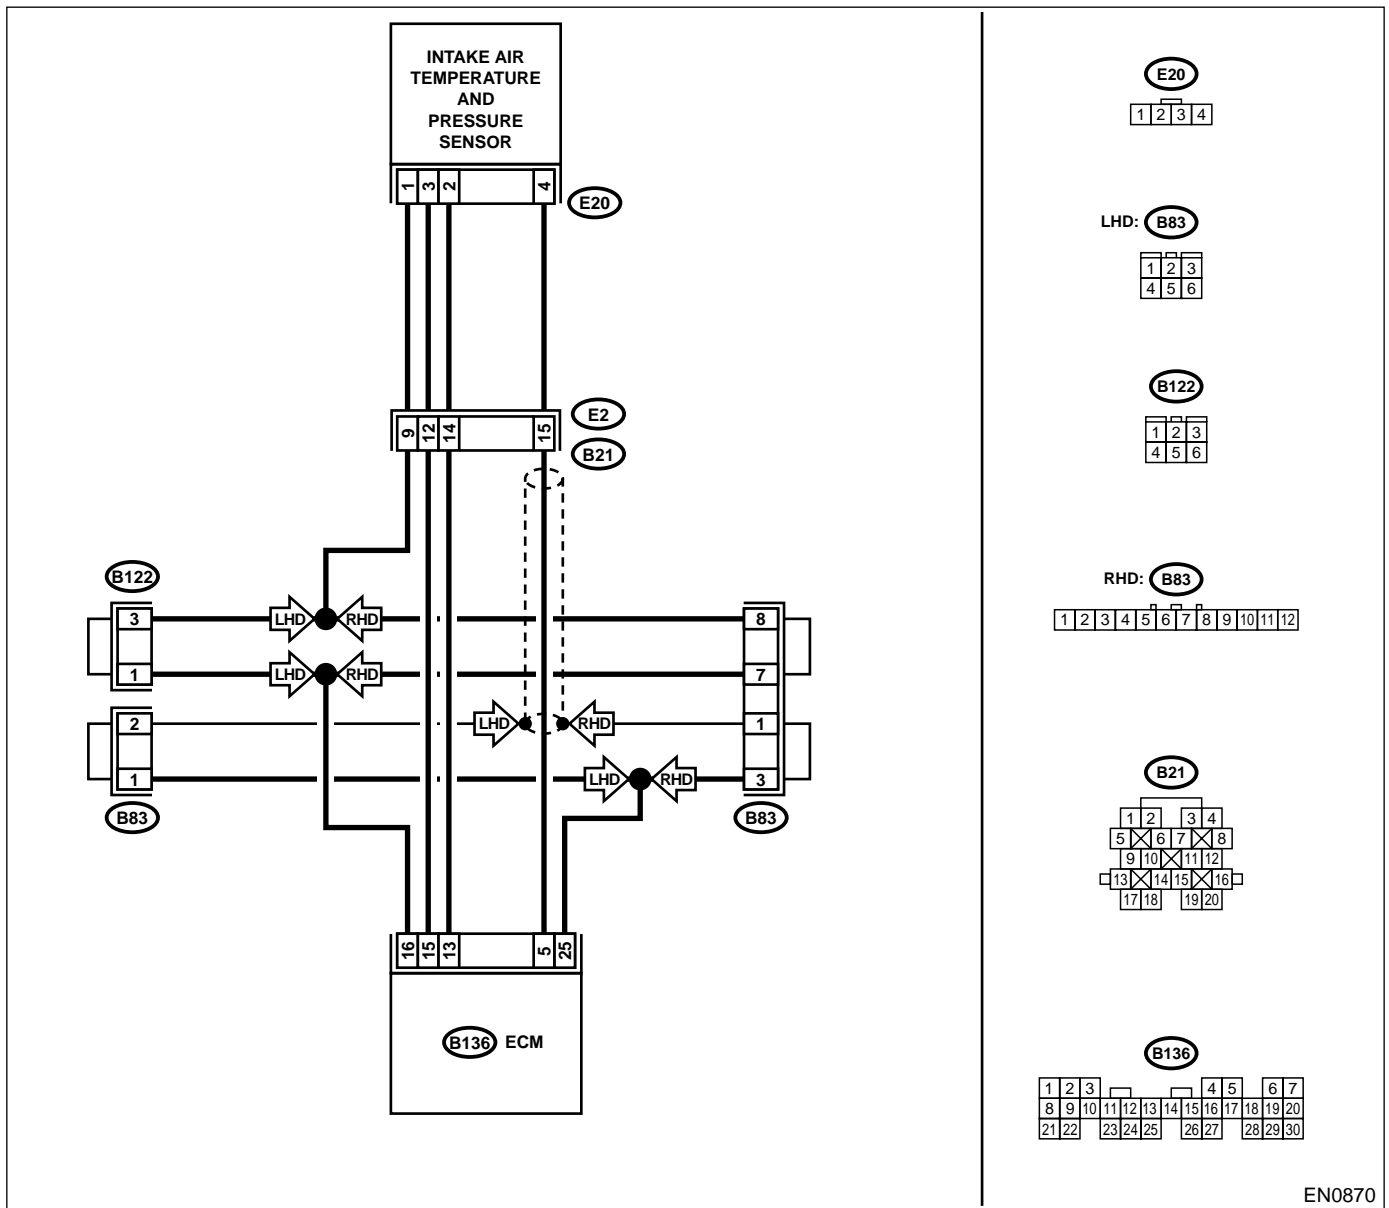 INTAKE AIR
TEMPERATURE
AND
PRESSURE
SENSOR
1 3 2 4
E20
9 12 14 15
E2
B21
B122
3 LHD RHD 8
1 LHD RHD 7
2 LHD RHD 1
1 LHD RHD 3
B83 B83
16 15 13 5 25
B136 ECM
E20
1 2 3 4
LHD: B83
1 2 3
4 5 6
B122
1 2 3
4 5 6
RHD: B83
1 2 3 4 5 6 7 8 9 10 11 12
B21
1 2 3 4
5 6 7 8
9 10 11 12
13 14 15 16
17 18 19 20
B136
1 2 3 4 5 6 7
8 9 10 11 12 13 14 15 16 17 18 19 20
21 22 23 24 25 26 27 28 29 30
EN0870